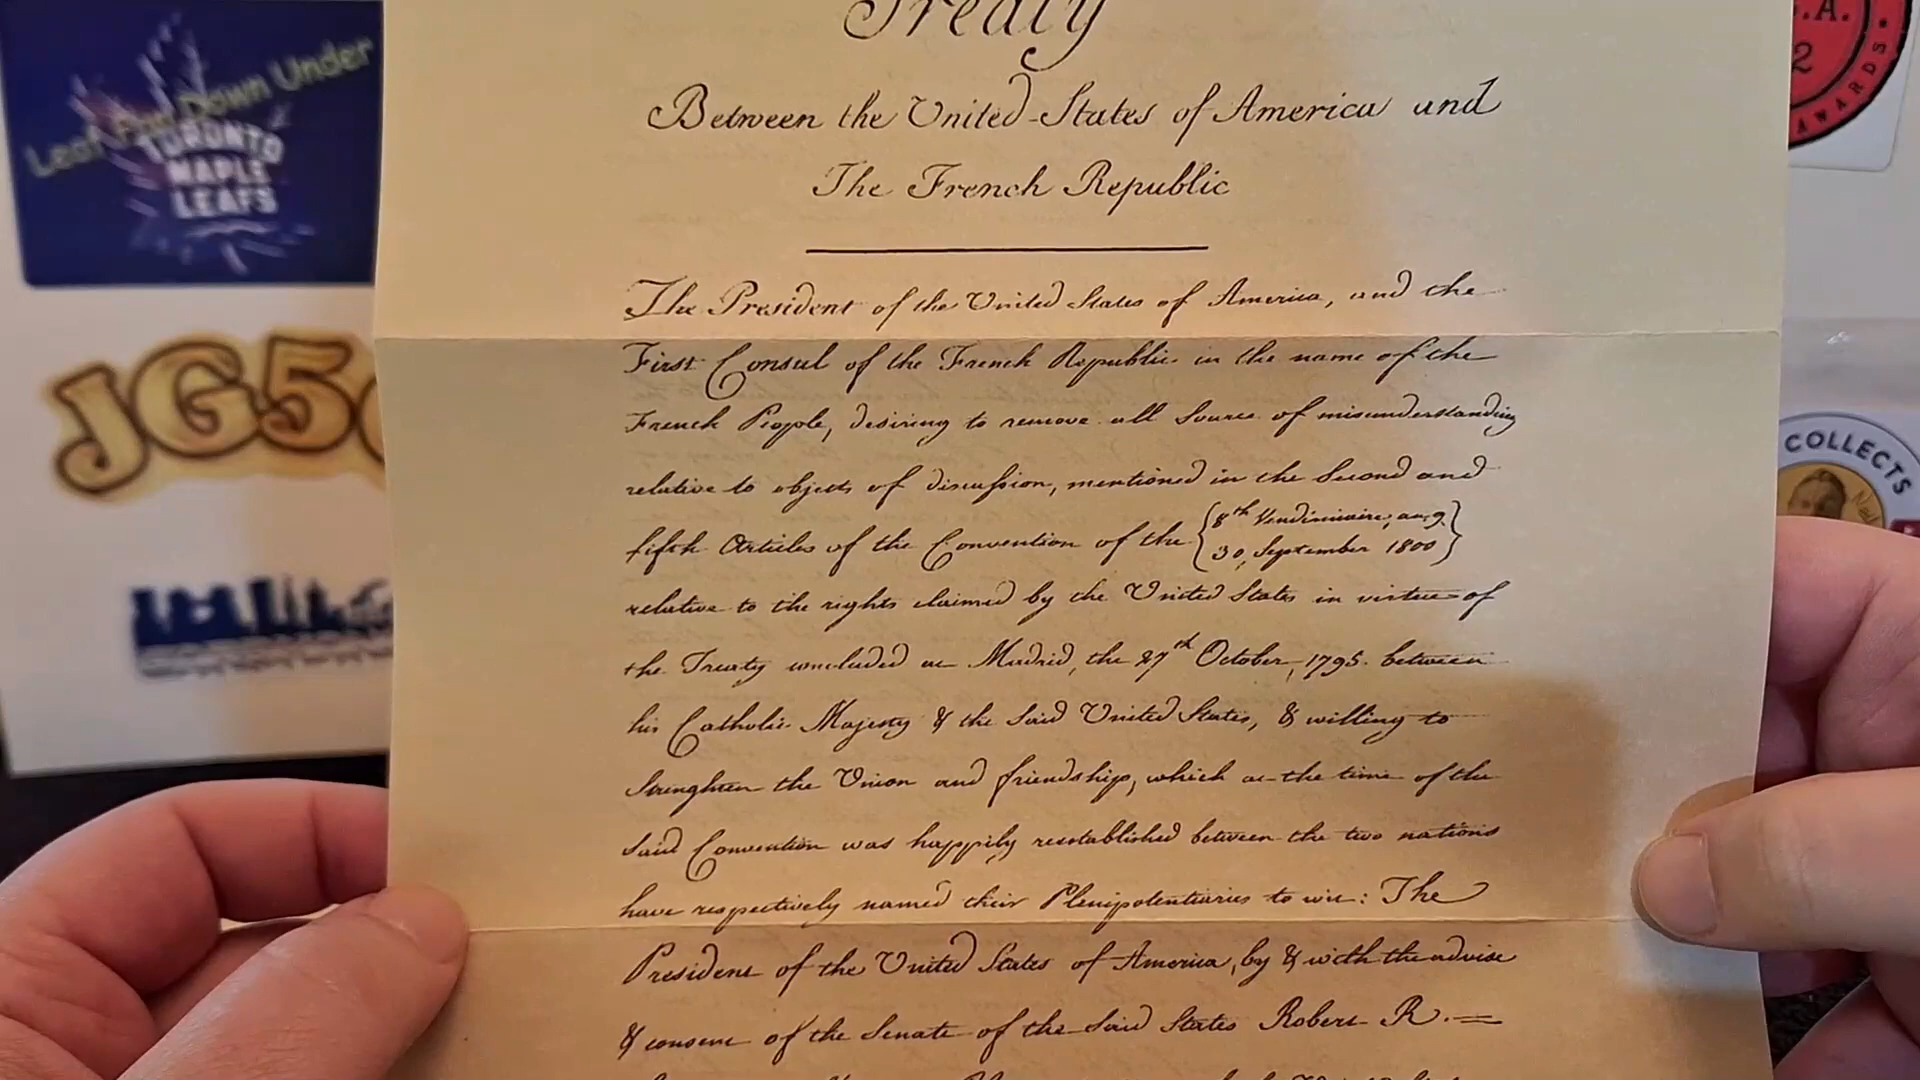 Treaty
Between the United States of America and
The French Republic
The President of the United States of America, and the
First Consul of the French Republic in the name of the
French People, desiring to remove all Source of misunderstanding
relative to objects of discussion, mentioned in the Second and
fifth Articles of the Convention of the
8th Vendémiaire, an 9
30, September 1800
relative to the rights claimed by the United States in virtue of
the Treaty concluded at Madrid, the 27th October, 1795. between
his Catholic Majesty & the Said United States, & willing to
Strengthen the Union and friendship, which at the time of the
Said Convention was happily reestablished between the two nations
have respectively named their Plenipotentiaries to wit: The
President of the United States of America, by & with the advise
& consent of the Senate of the Said States Robert R.
Leaf Fan Down Under
TORONTO
MAPLE
LEAFS
JG5
.A.
2
AWARDS
COLLECTS